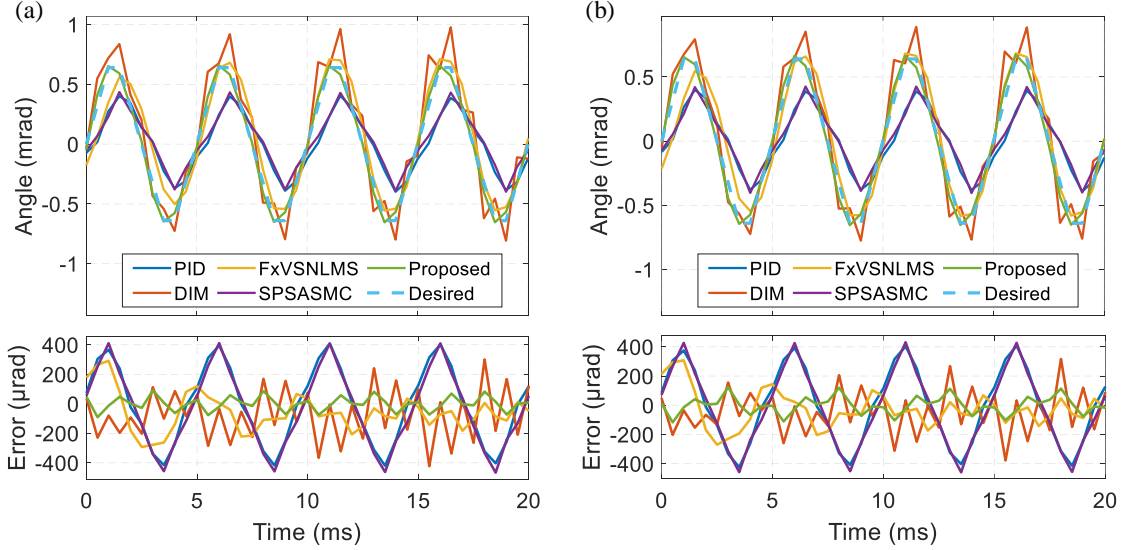 (a)
Angle (mrad)
1
0.5
0
-0.5
-1
PID
FxVSNLMS
Proposed
DIM
SPSASMC
Desired
Error (μrad)
400
200
0
-200
-400
0
5
10
15
20
Time (ms)
(b)
Angle (mrad)
0.5
0
-0.5
-1
PID
FxVSNLMS
Proposed
DIM
SPSASMC
Desired
Error (μrad)
400
200
0
-200
-400
0
5
10
15
20
Time (ms)